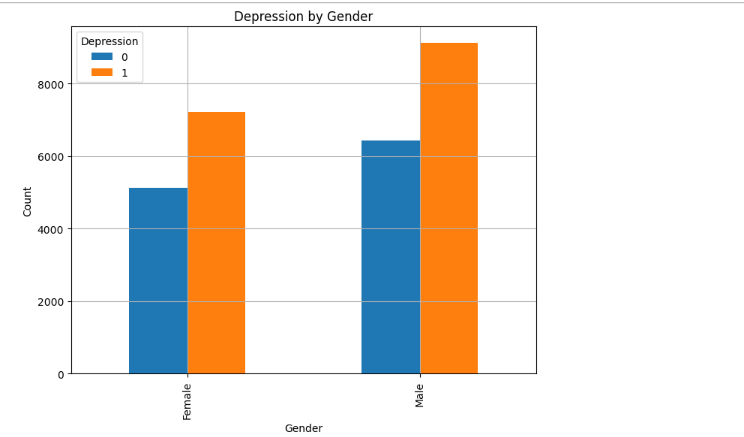 Depression by Gender
Depression
0
1
8000
6000
4000
2000
0
Count
Female
Male
Gender